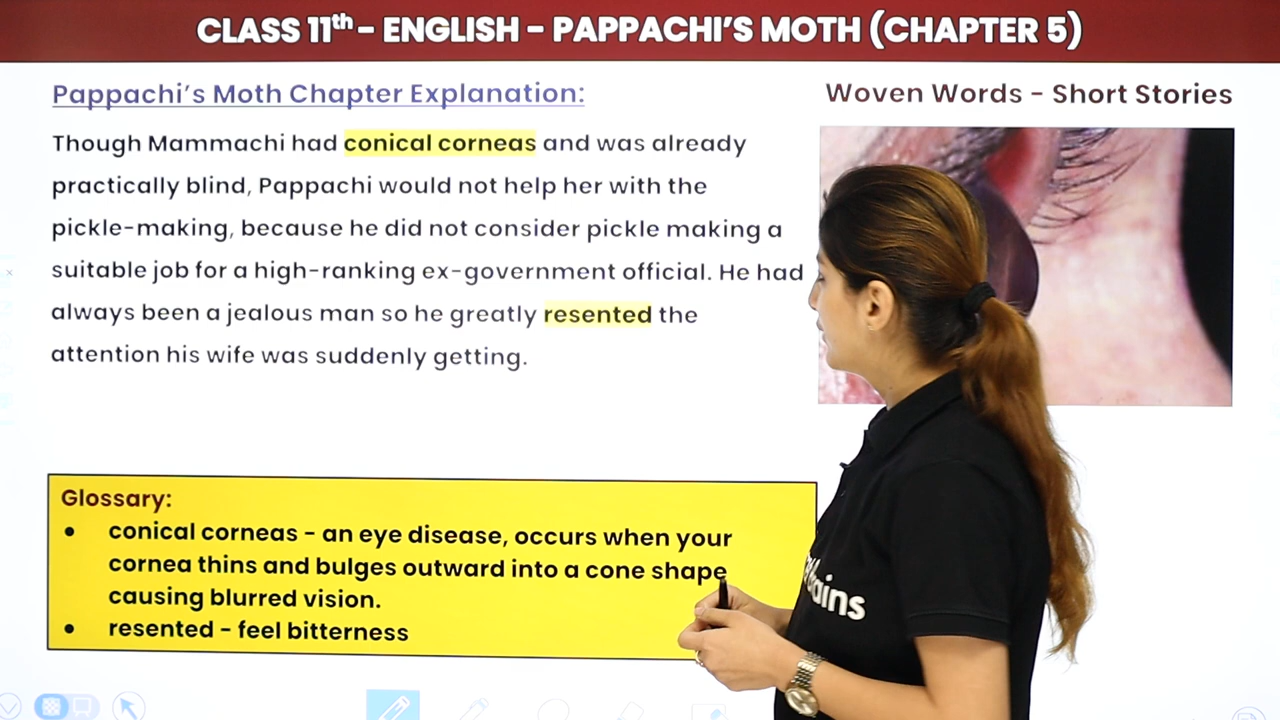 CLASS 11th - ENGLISH - PAPPACHI'S MOTH (CHAPTER 5)
Pappachi's Moth Chapter Explanation:
Woven Words - Short Stories
Though Mammachi had conical corneas and was already
practically blind, Pappachi would not help her with the
pickle-making, because he did not consider pickle making a
suitable job for a high-ranking ex-government official. He had
always been a jealous man so he greatly resented the
attention his wife was suddenly getting.
Glossary:
• conical corneas - an eye disease, occurs when your
cornea thins and bulges outward into a cone shape
causing blurred vision.
• resented - feel bitterness